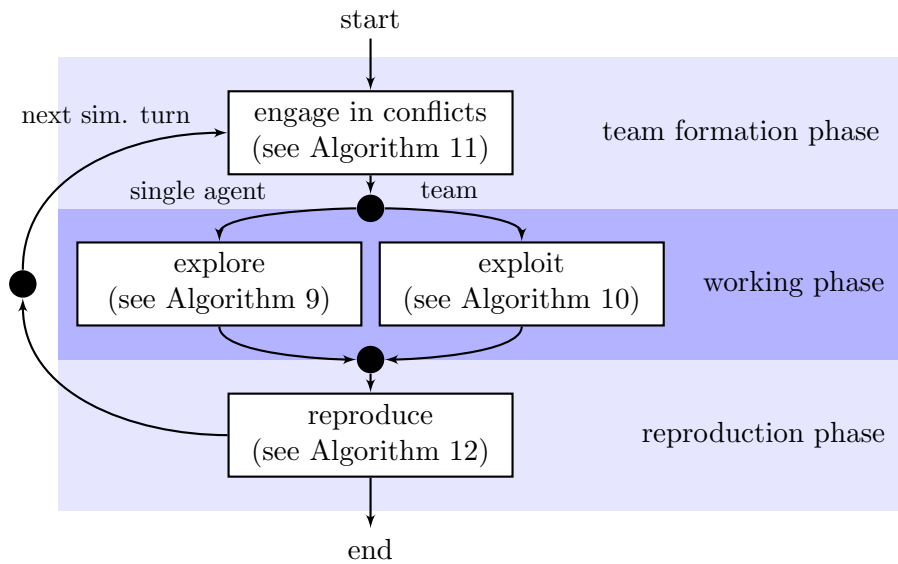 start
next sim. turn
engage in conflicts
(see Algorithm 11)
team formation phase
single agent
team
explore
(see Algorithm 9)
exploit
(see Algorithm 10)
working phase
reproduce
(see Algorithm 12)
reproduction phase
end